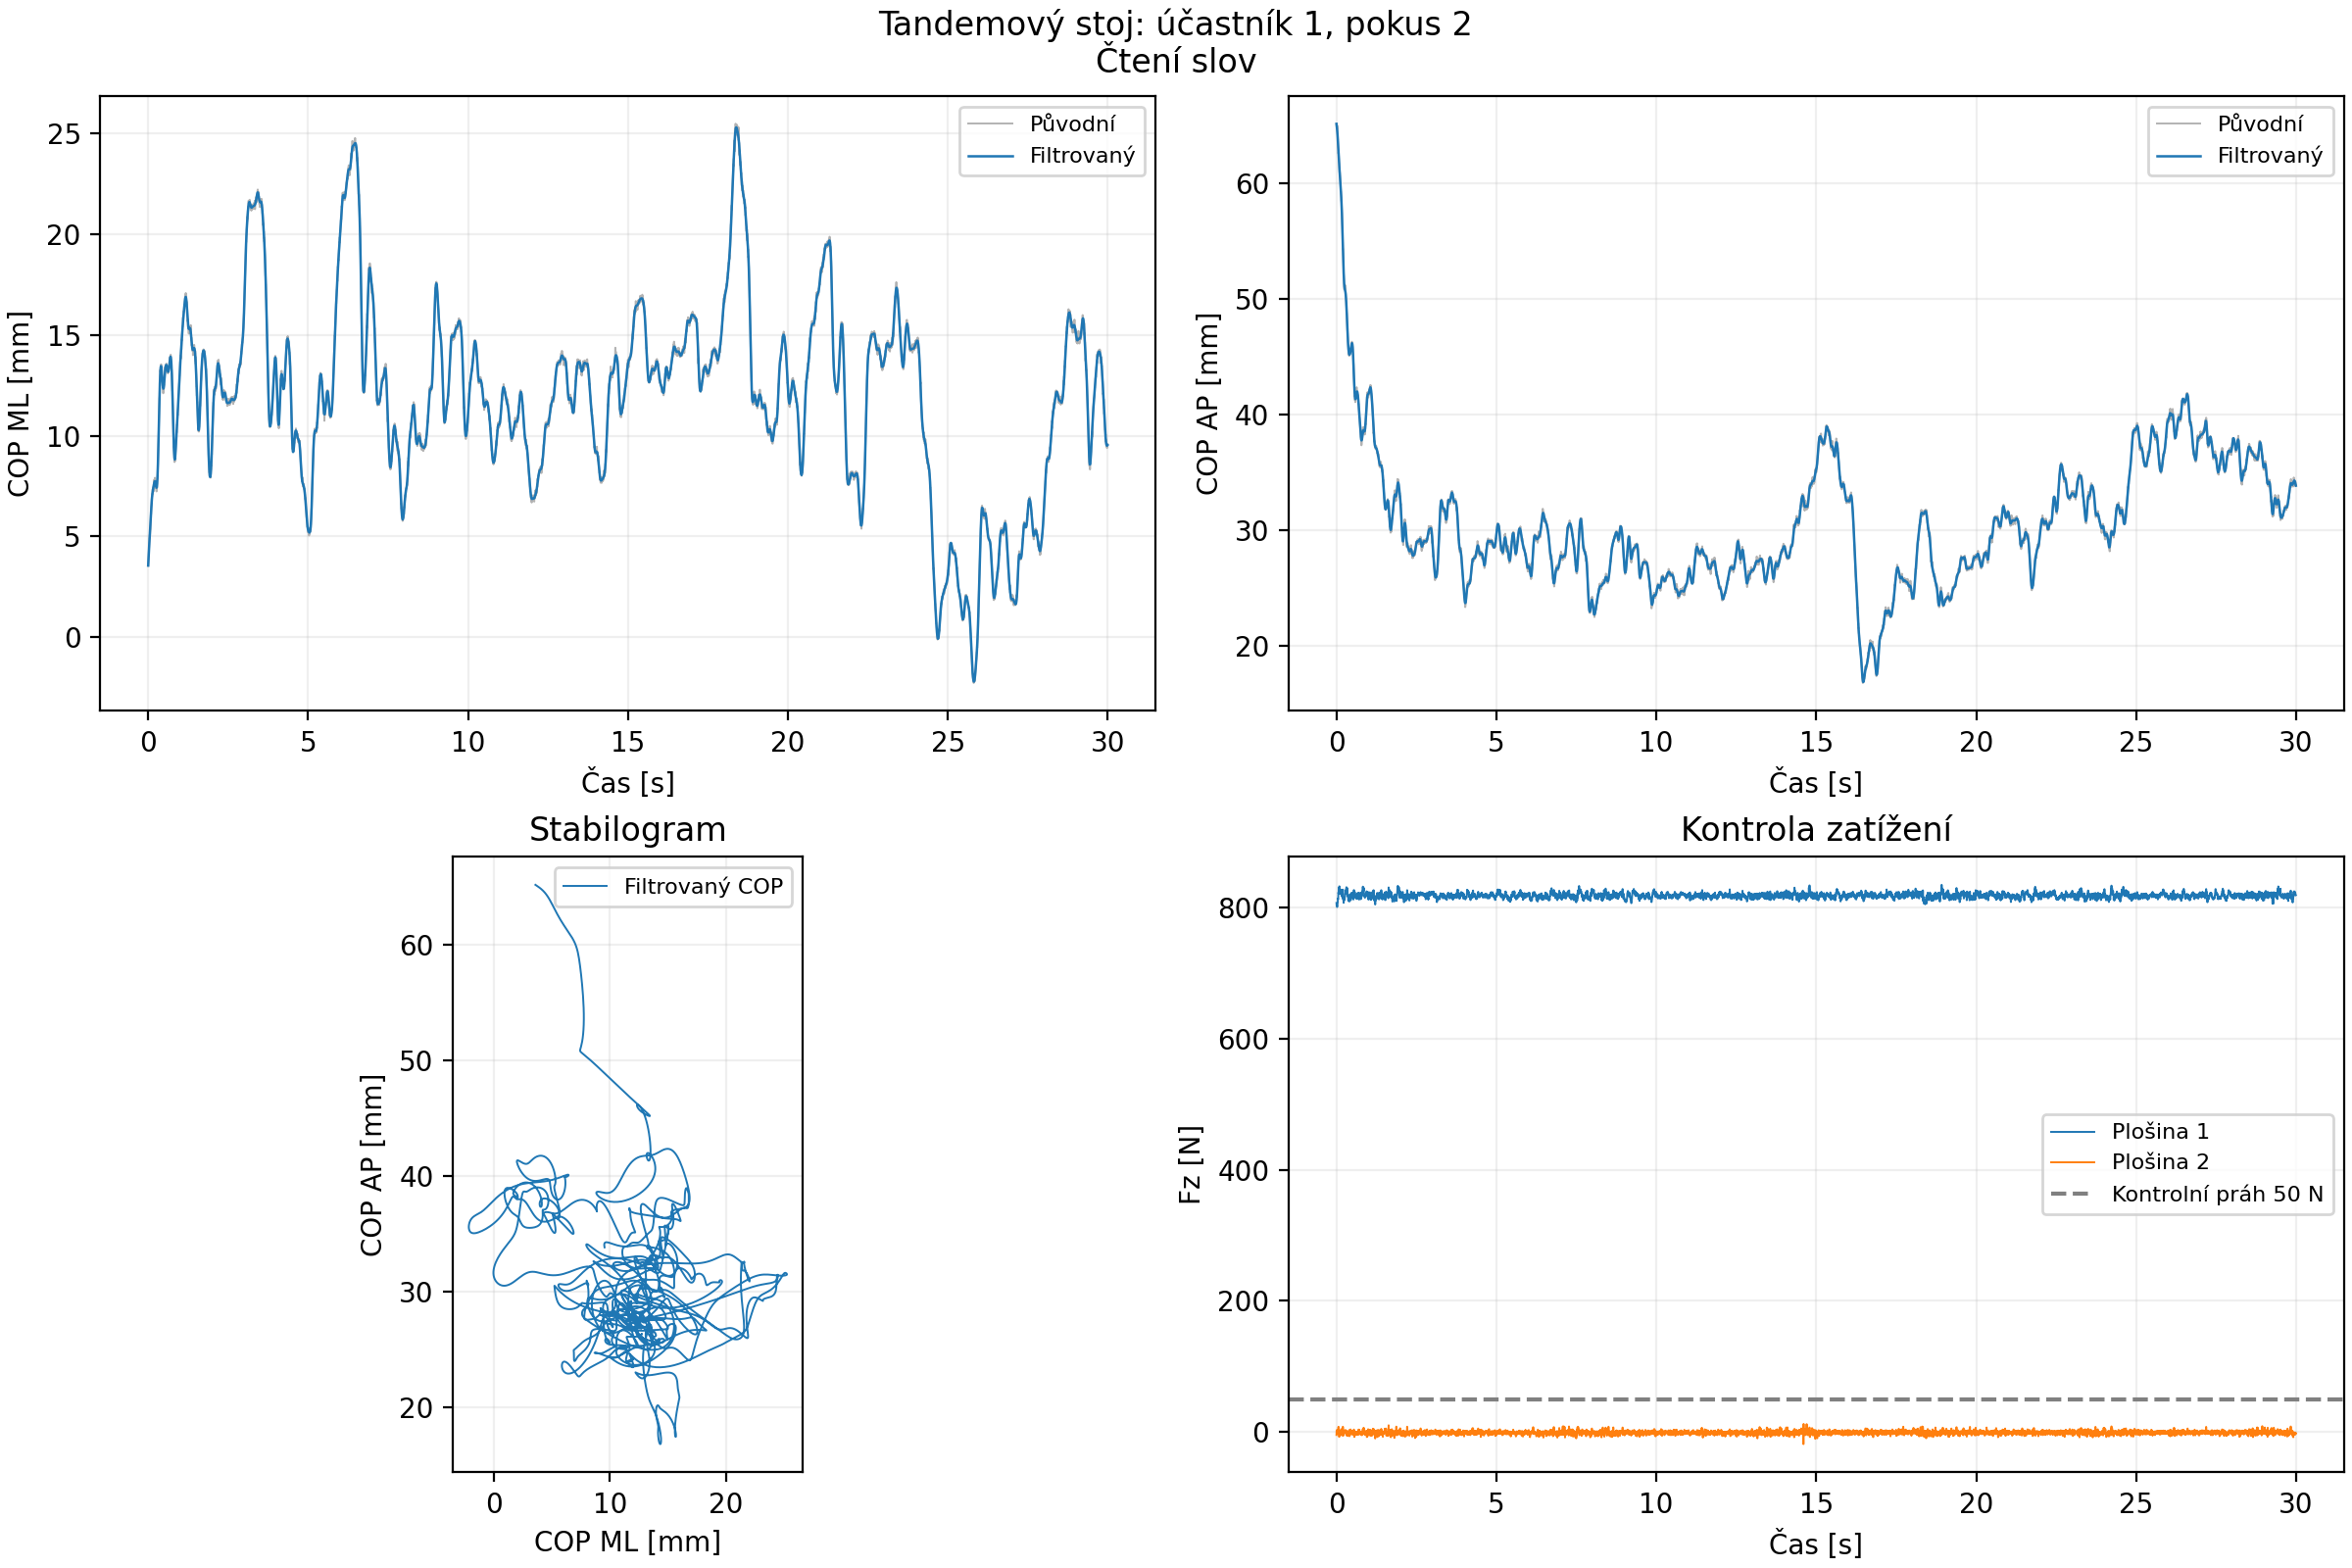 Tandemový stoj: účastník 1, pokus 2
Čtení slov
COP ML [mm]
25
20
15
10
5
0
0 5 10 15 20 25 30
Čas [s]
Původní
Filtrovaný
COP AP [mm]
60
50
40
30
20
0 5 10 15 20 25 30
Čas [s]
Původní
Filtrovaný
Stabilogram
COP AP [mm]
60
50
40
30
20
0 10 20
COP ML [mm]
Filtrovaný COP
Kontrola zatížení
Fz [N]
800
600
400
200
0
0 5 10 15 20 25 30
Čas [s]
Plošina 1
Plošina 2
Kontrolní práh 50 N